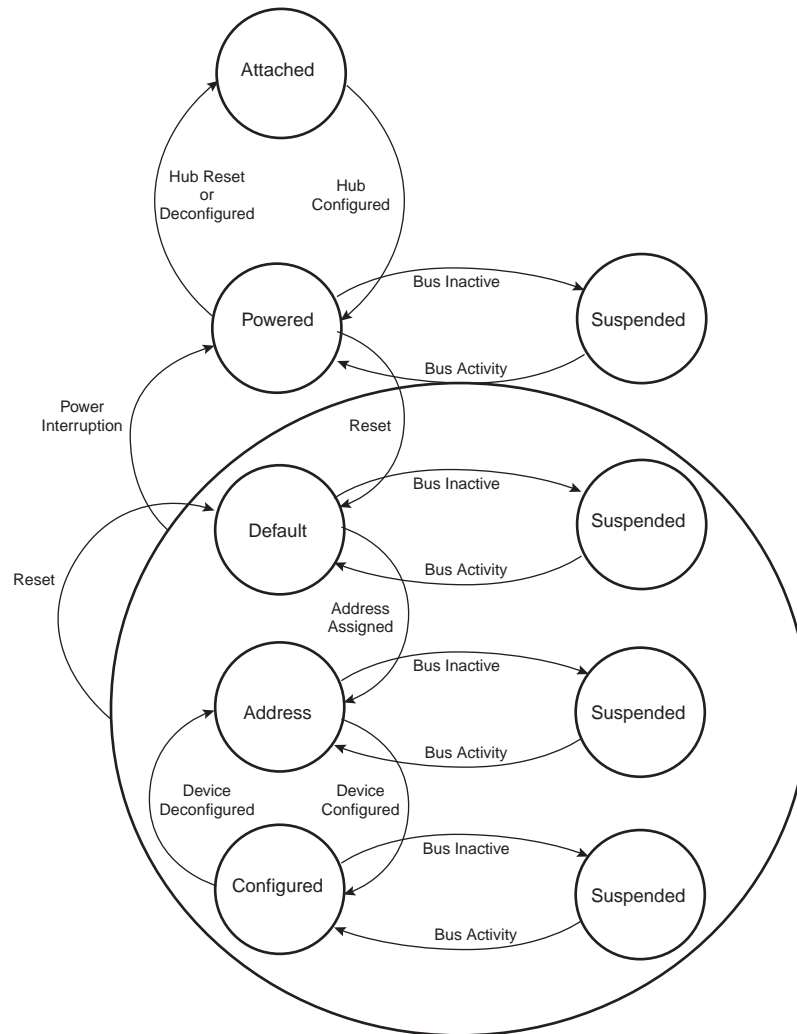 Attached
Hub Reset
or
Deconfigured
Hub
Configured
Bus Inactive
Powered
Suspended
Bus Activity
Power
Interruption
Reset
Bus Inactive
Default
Suspended
Bus Activity
Reset
Address
Assigned
Bus Inactive
Address
Suspended
Bus Activity
Device
Deconfigured
Device
Configured
Bus Inactive
Configured
Suspended
Bus Activity